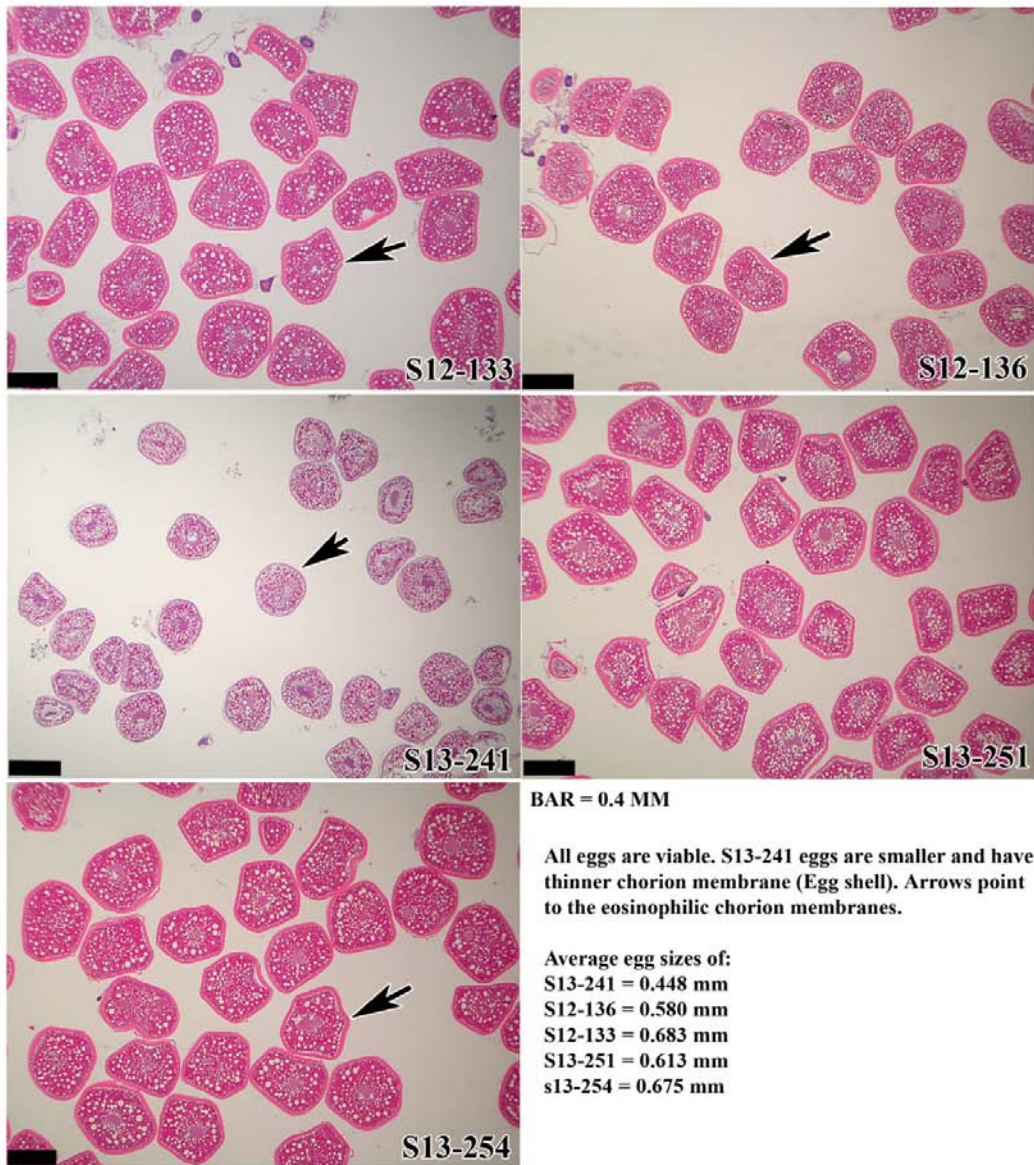 S12-133
S12-136
S13-241
S13-251
S13-254
BAR = 0.4 MM
All eggs are viable. S13-241 eggs are smaller and have
thinner chorion membrane (Egg shell). Arrows point
to the eosinophilic chorion membranes.
Average egg sizes of:
S13-241 = 0.448 mm
S12-136 = 0.580 mm
S12-133 = 0.683 mm
S13-251 = 0.613 mm
s13-254 = 0.675 mm